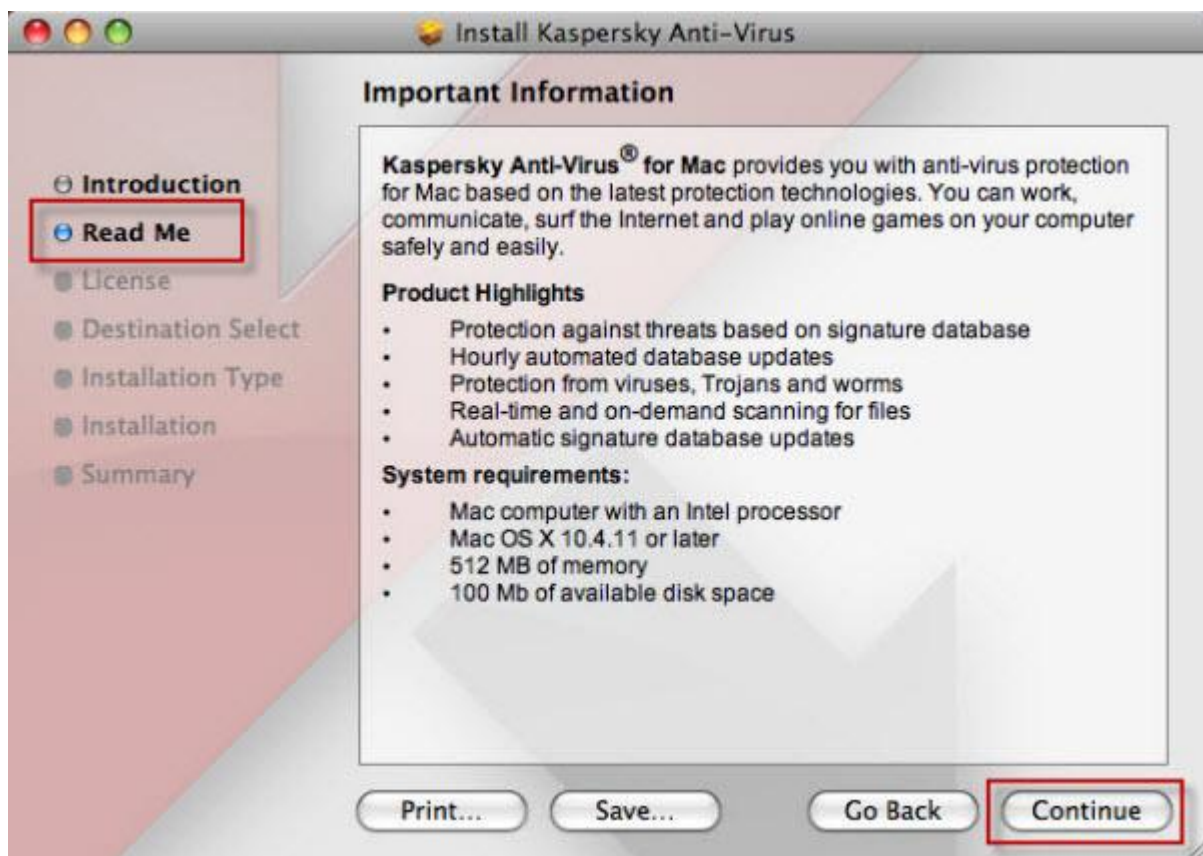 Install Kaspersky Anti-Virus
Important Information
Introduction
Read Me
License
Destination Select
Installation Type
Installation
Summary
Kaspersky Anti-Virus® for Mac provides you with anti-virus protection
for Mac based on the latest protection technologies. You can work,
communicate, surf the Internet and play online games on your computer
safely and easily.
Product Highlights
• Protection against threats based on signature database
• Hourly automated database updates
• Protection from viruses, Trojans and worms
• Real-time and on-demand scanning for files
• Automatic signature database updates
System requirements:
• Mac computer with an Intel processor
• Mac OS X 10.4.11 or later
• 512 MB of memory
• 100 Mb of available disk space
Print... Save... Go Back Continue